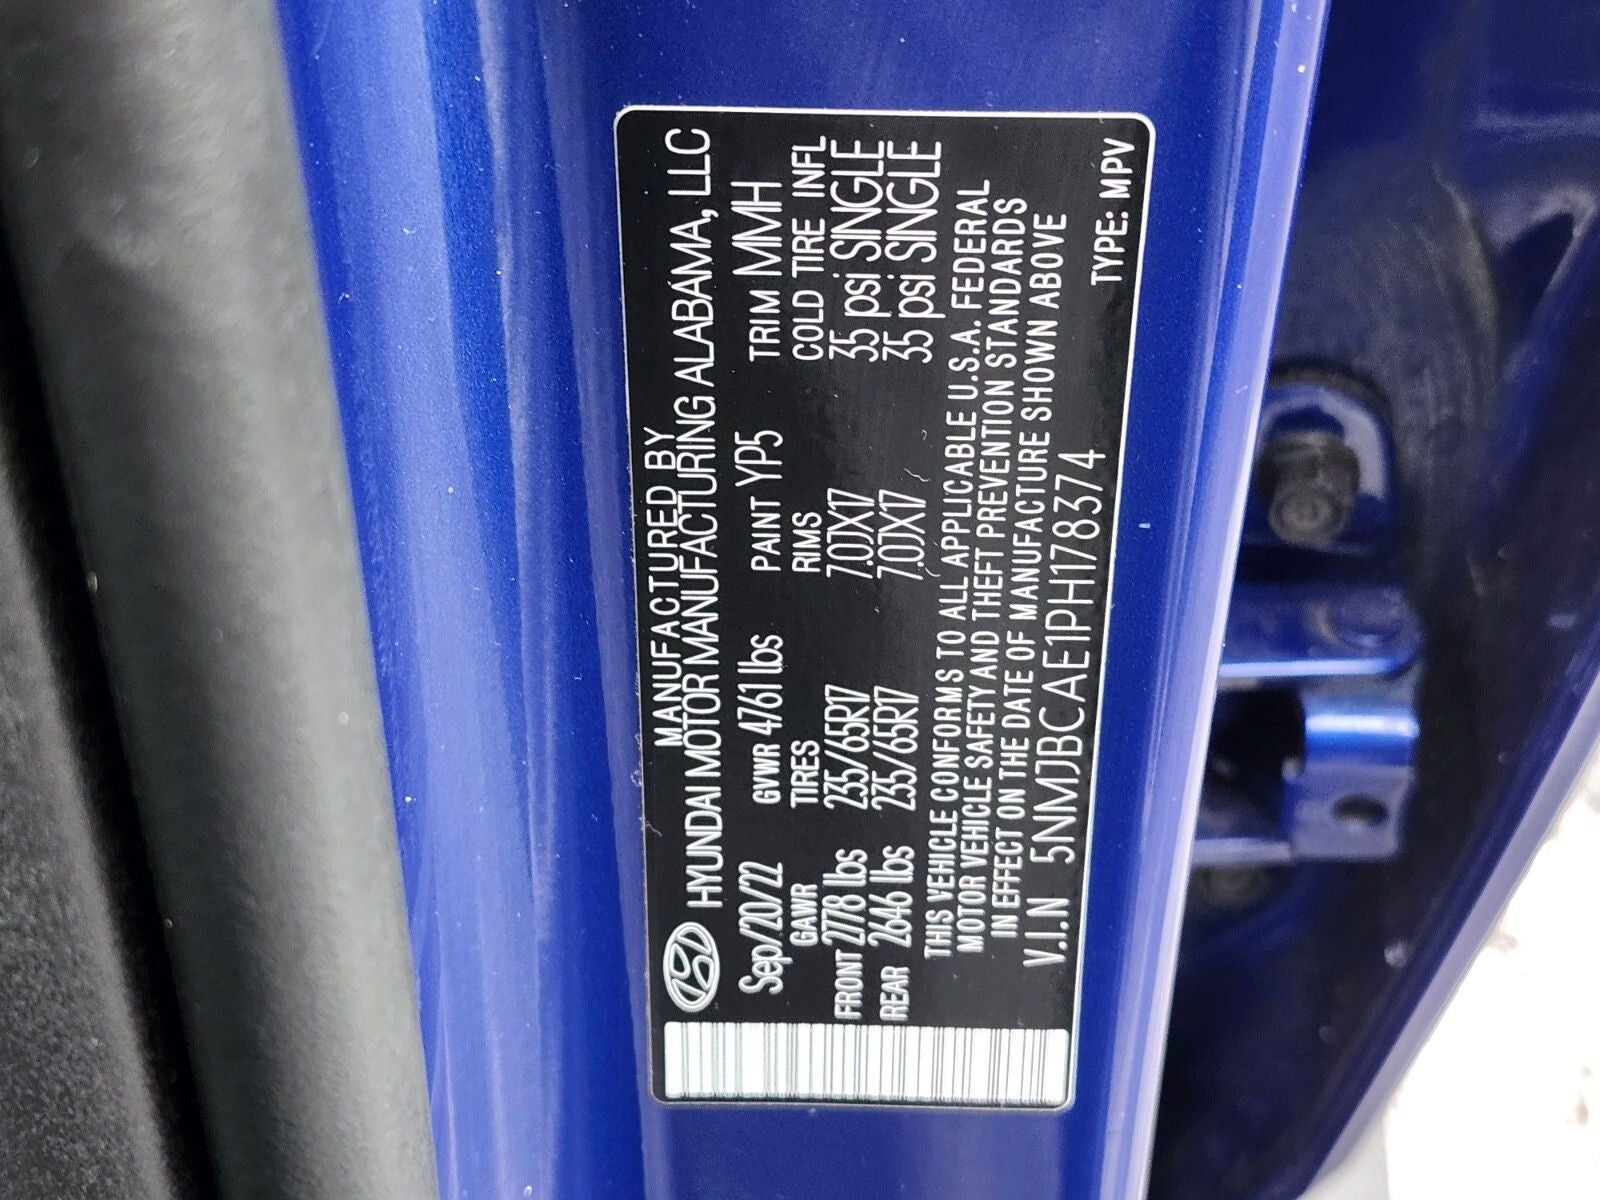 MANUFACTURED BY
HYUNDAI MOTOR MANUFACTURING ALABAMA, LLC
Sep/20/22 GVWR 4761 lbs PAINT YP5 TRIM MMH
GAWR TIRES RIMS COLD TIRE INFL
FRONT 2778 lbs 235/65R17 7.0JX17 35 psi SINGLE
REAR 2646 lbs 235/65R17 7.0JX17 35 psi SINGLE
THIS VEHICLE CONFORMS TO ALL APPLICABLE U.S.A. FEDERAL
MOTOR VEHICLE SAFETY AND THEFT PREVENTION STANDARDS
IN EFFECT ON THE DATE OF MANUFACTURE SHOWN ABOVE
V.I.N 5NMJBCAE1PH178374
TYPE: MPV